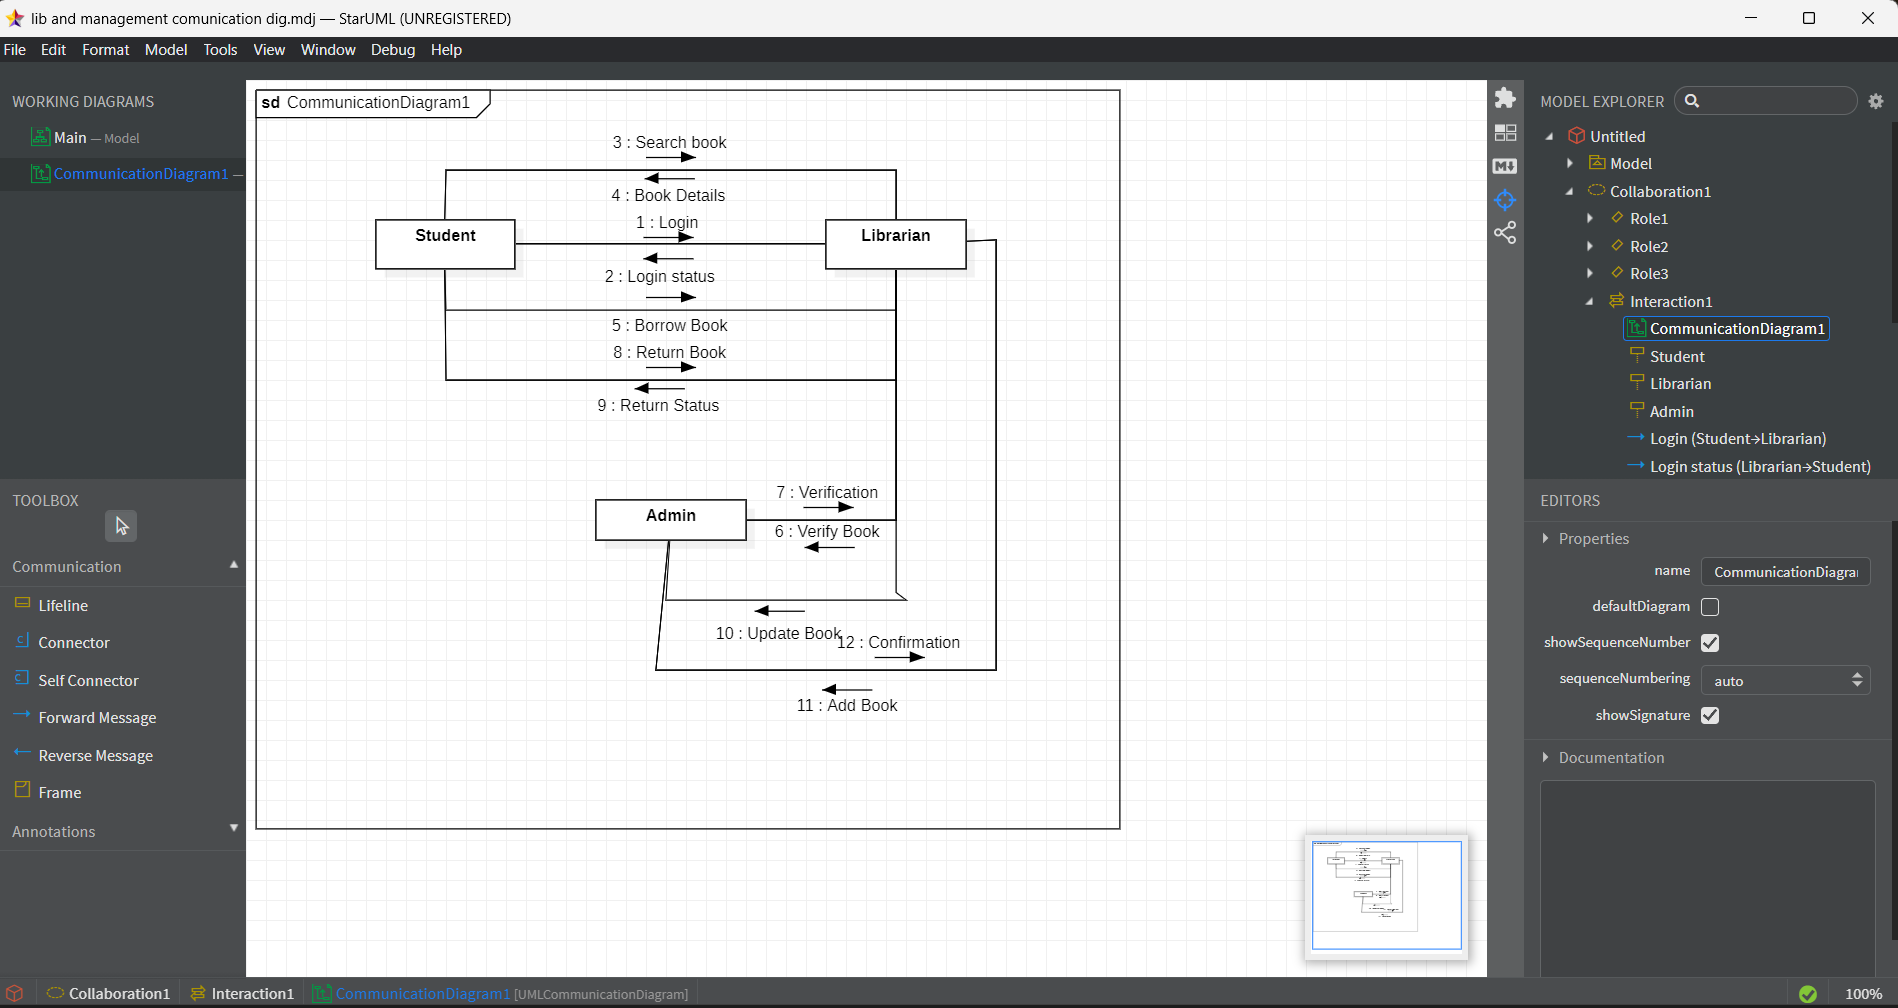 lib and management comunication dig.mdj — StarUML (UNREGISTERED)
File Edit Format Model Tools View Window Debug Help
WORKING DIAGRAMS
Main — Model
CommunicationDiagram1 —
TOOLBOX
Communication
Lifeline
Connector
Self Connector
Forward Message
Reverse Message
Frame
Annotations
sd CommunicationDiagram1
3 : Search book
4 : Book Details
Student
1 : Login
Librarian
2 : Login status
5 : Borrow Book
8 : Return Book
9 : Return Status
7 : Verification
Admin
6 : Verify Book
10 : Update Book
12 : Confirmation
11 : Add Book
MODEL EXPLORER
Untitled
Model
Collaboration1
Role1
Role2
Role3
Interaction1
CommunicationDiagram1
Student
Librarian
Admin
Login (Student→Librarian)
Login status (Librarian→Student)
EDITORS
Properties
name CommunicationDiagra
defaultDiagram
showSequenceNumber
sequenceNumbering auto
showSignature
Documentation
Collaboration1 Interaction1 CommunicationDiagram1 [UMLCommunicationDiagram] 100%